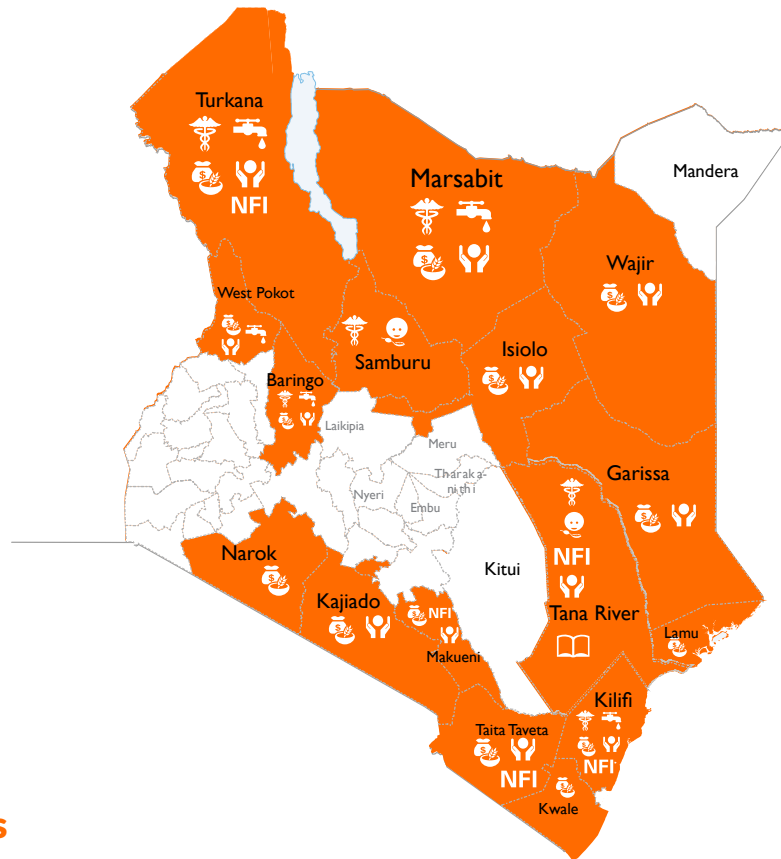 Turkana
NFI
Marsabit
Mandera
Wajir
West Pokot
Samburu
Isiolo
Baringo
Laikipia
Meru
Tharaka-
nithi
Nyeri
Embu
Garissa
NFI
Kitui
Narok
Kajiado
NFI
Makueni
Tana River
Lamu
Kilifi
NFI
Taita Taveta
NFI
Kwale
s